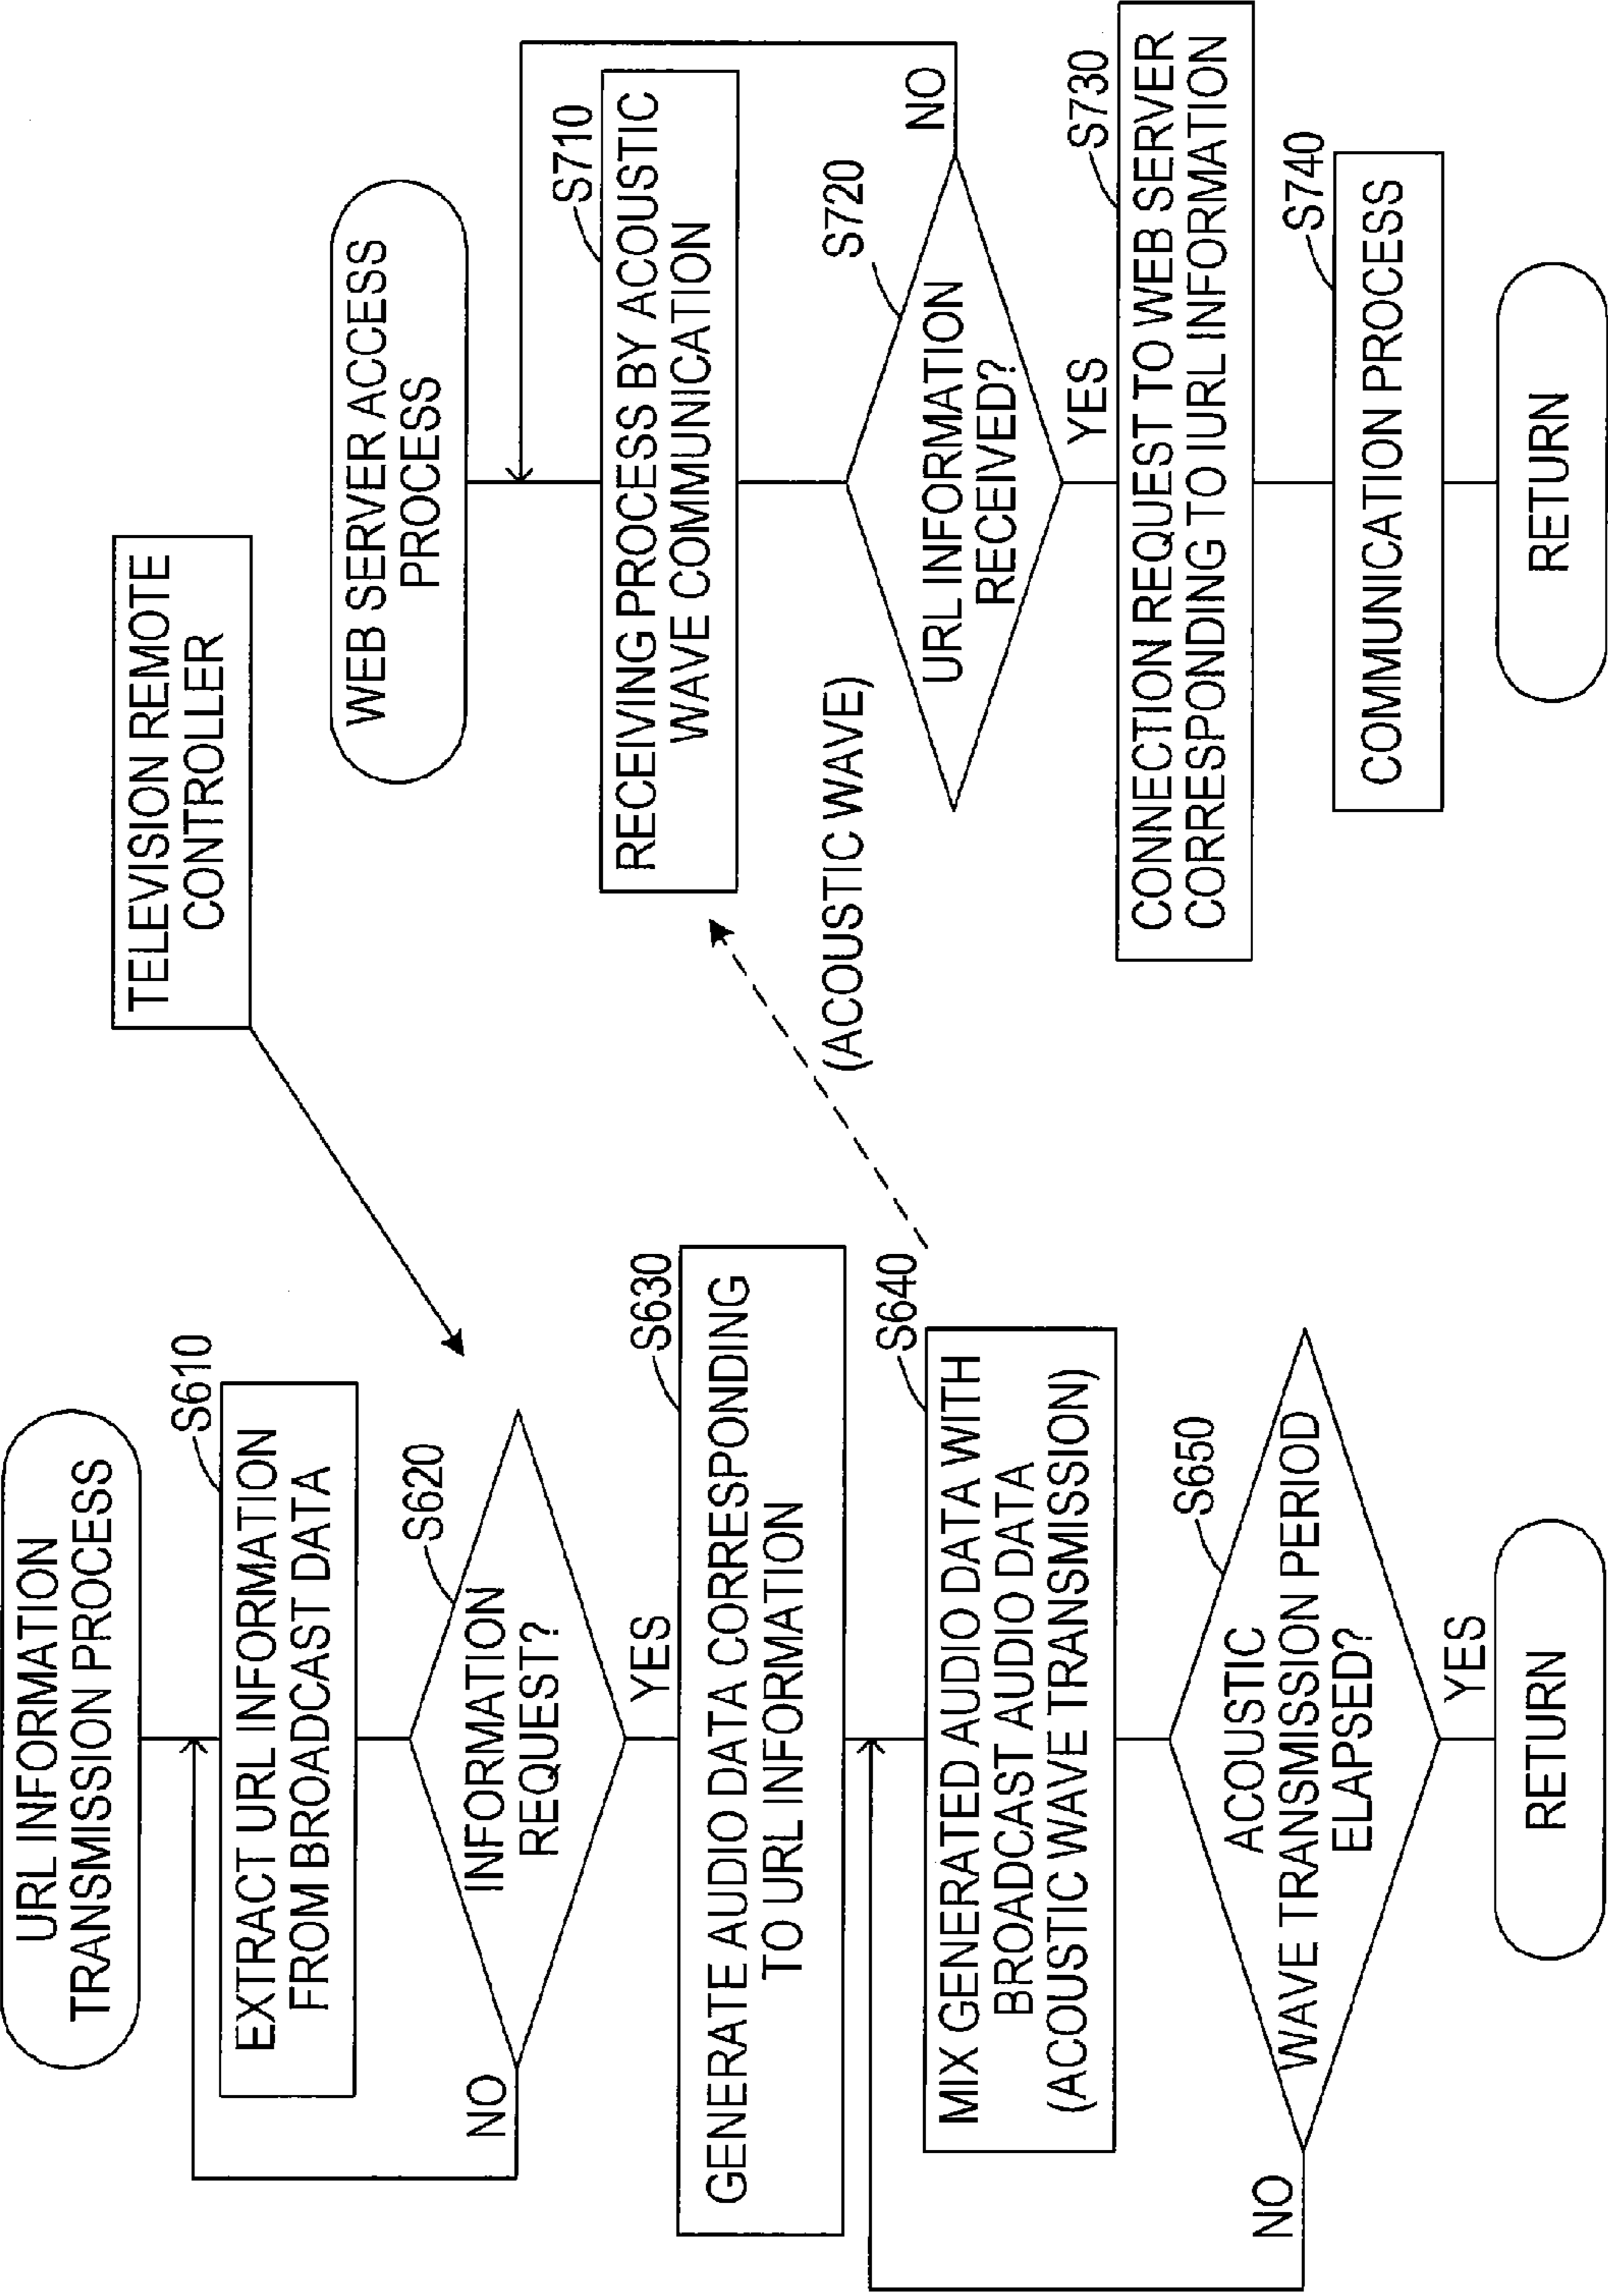 URL INFORMATION
TRANSMISSION PROCESS
S610
EXTRACT URL INFORMATION
FROM BROADCAST DATA
S620
INFORMATION
REQUEST?
NO
YES
S630
GENERATE AUDIO DATA CORRESPONDING
TO URL INFORMATION
S640
MIX GENERATED AUDIO DATA WITH
BROADCAST AUDIO DATA
(ACOUSTIC WAVE TRANSMISSION)
S650
ACOUSTIC
WAVE TRANSMISSION PERIOD
ELAPSED?
NO
YES
RETURN
TELEVISION REMOTE
CONTROLLER
(ACOUSTIC WAVE)
WEB SERVER ACCESS
PROCESS
S710
RECEIVING PROCESS BY ACOUSTIC
WAVE COMMUNICATION
S720
URL INFORMATION
RECEIVED?
NO
YES
S730
CONNECTION REQUEST TO WEB SERVER
CORRESPONDING TO IURL INFORMATION
S740
COMMUNICATION PROCESS
RETURN